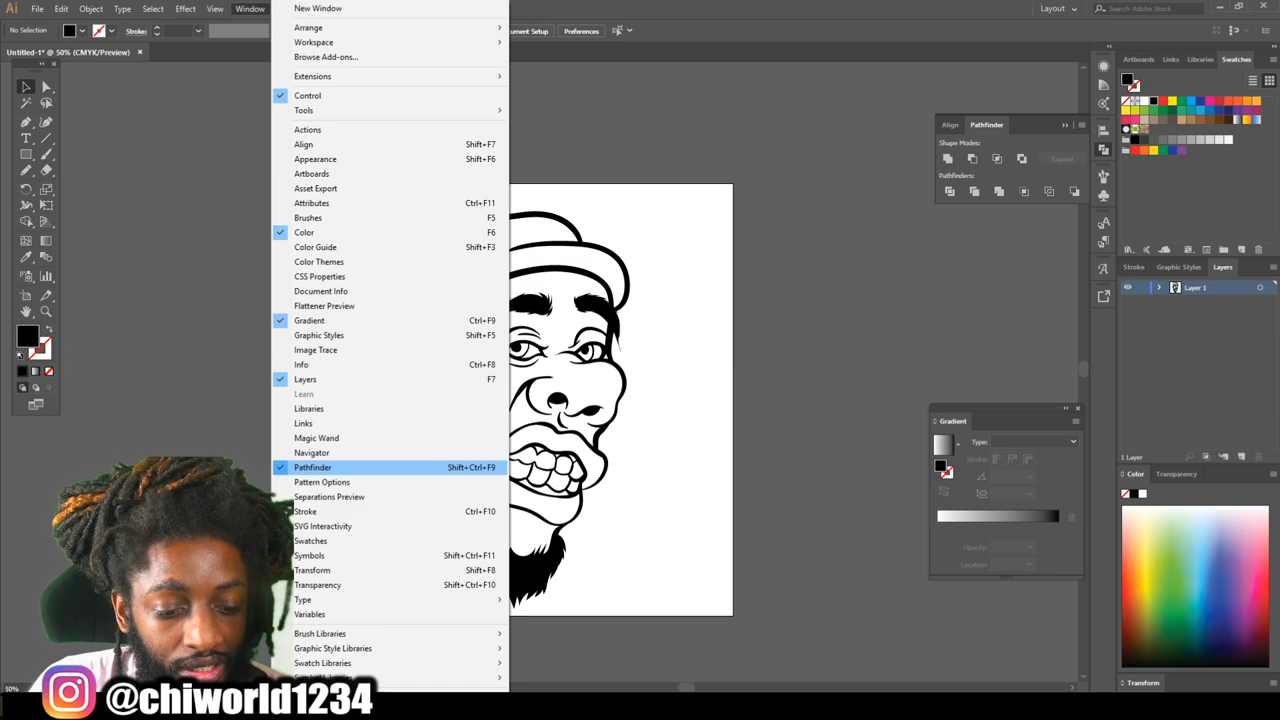 Ai File Edit Object Type Select Effect View Window Layout Search Adobe Stock
No Selection Stroke: Document Setup Preferences
Untitled-1* @ 50% (CMYK/Preview) ×
New Window
Arrange
Workspace
Browse Add-ons...
Extensions
Control
Tools
Actions
Align Shift+F7
Appearance Shift+F6
Artboards
Asset Export
Attributes Ctrl+F11
Brushes F5
Color F6
Color Guide Shift+F3
Color Themes
CSS Properties
Document Info
Flattener Preview
Gradient Ctrl+F9
Graphic Styles Shift+F5
Image Trace
Info Ctrl+F8
Layers F7
Learn
Libraries
Links
Magic Wand
Navigator
Pathfinder Shift+Ctrl+F9
Pattern Options
Separations Preview
Stroke Ctrl+F10
SVG Interactivity
Swatches
Symbols Shift+Ctrl+F11
Transform Shift+F8
Transparency Shift+Ctrl+F10
Type
Variables
Brush Libraries
Graphic Style Libraries
Swatch Libraries
Align Pathfinder
Shape Modes:
Expand
Pathfinders:
Artboards Links Libraries Swatches
Stroke Graphic Styles Layers
Layer 1
1 Layer
Gradient
Type:
Opacity:
Location:
Color Transparency
Transform
50%
@chiworld1234